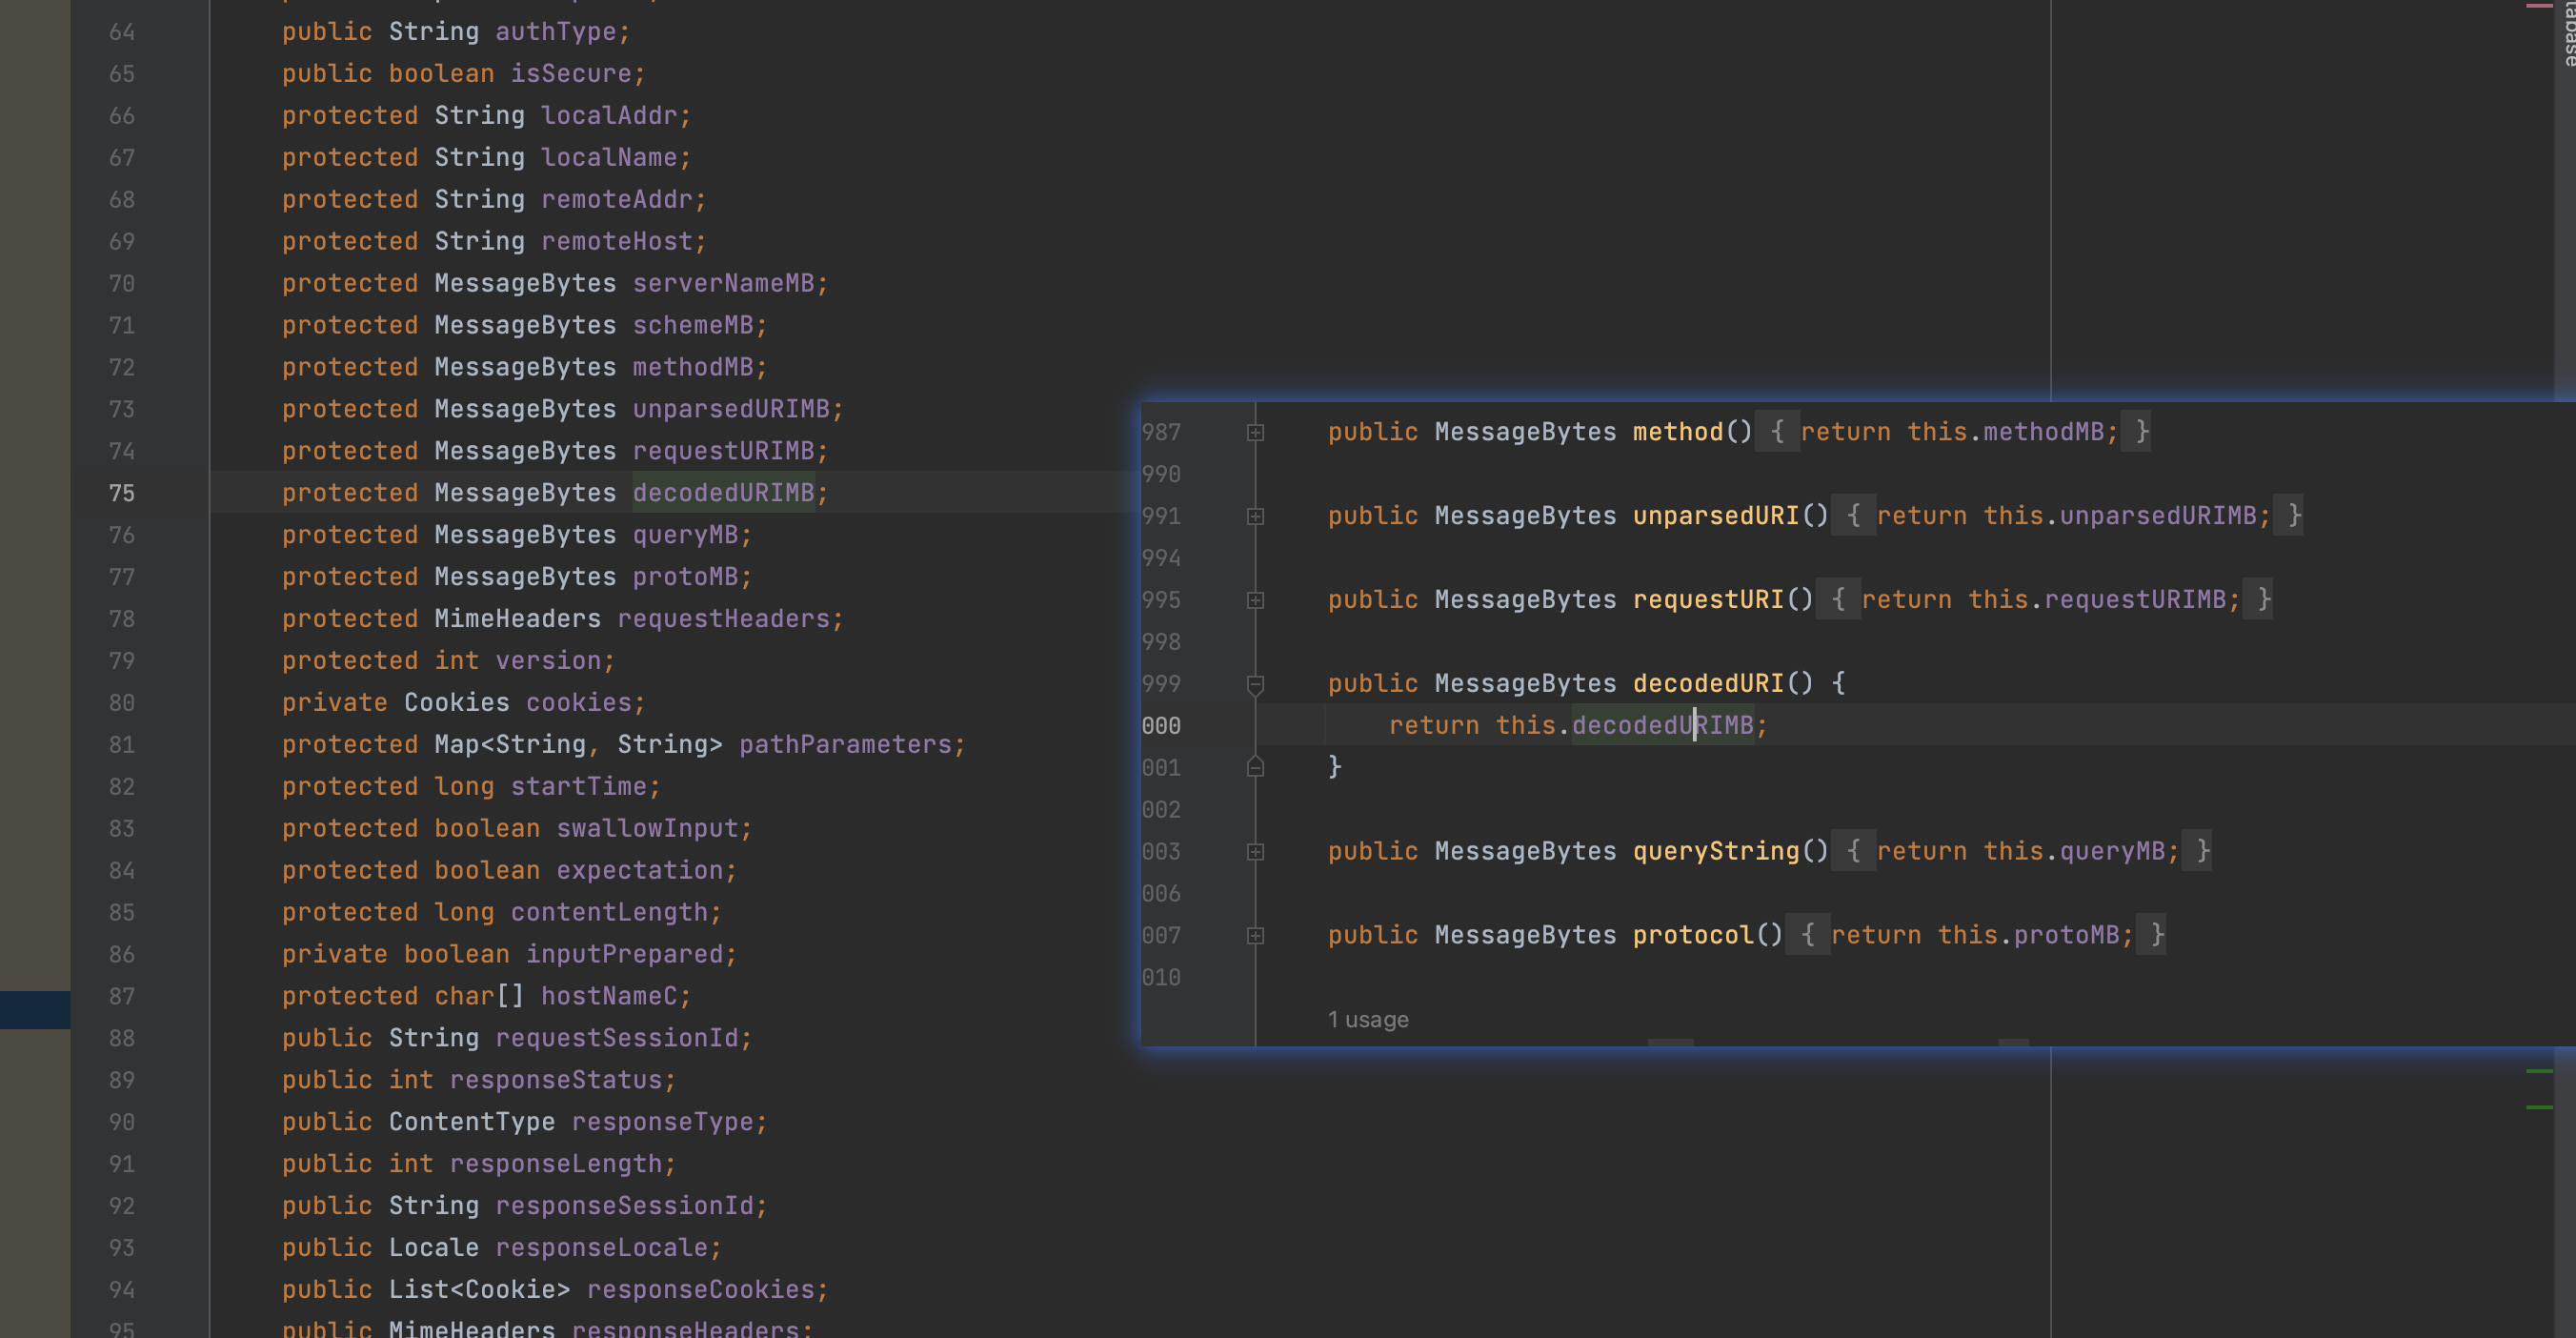 64 public String authType;
65 public boolean isSecure;
66 protected String localAddr;
67 protected String localName;
68 protected String remoteAddr;
69 protected String remoteHost;
70 protected MessageBytes serverNameMB;
71 protected MessageBytes schemeMB;
72 protected MessageBytes methodMB;
73 protected MessageBytes unparsedURIMB;
74 protected MessageBytes requestURIMB;
75 protected MessageBytes decodedURIMB;
76 protected MessageBytes queryMB;
77 protected MessageBytes protoMB;
78 protected MimeHeaders requestHeaders;
79 protected int version;
80 private Cookies cookies;
81 protected Map<String, String> pathParameters;
82 protected long startTime;
83 protected boolean swallowInput;
84 protected boolean expectation;
85 protected long contentLength;
86 private boolean inputPrepared;
87 protected char[] hostNameC;
88 public String requestSessionId;
89 public int responseStatus;
90 public ContentType responseType;
91 public int responseLength;
92 public String responseSessionId;
93 public Locale responseLocale;
94 public List<Cookie> responseCookies;
95 public MimeHeaders responseHeaders;
987 public MessageBytes method() { return this.methodMB; }
990
991 public MessageBytes unparsedURI() { return this.unparsedURIMB; }
994
995 public MessageBytes requestURI() { return this.requestURIMB; }
998
999 public MessageBytes decodedURI() {
000 return this.decodedURIMB;
001 }
002
003 public MessageBytes queryString() { return this.queryMB; }
006
007 public MessageBytes protocol() { return this.protoMB; }
010
1 usage
tabase